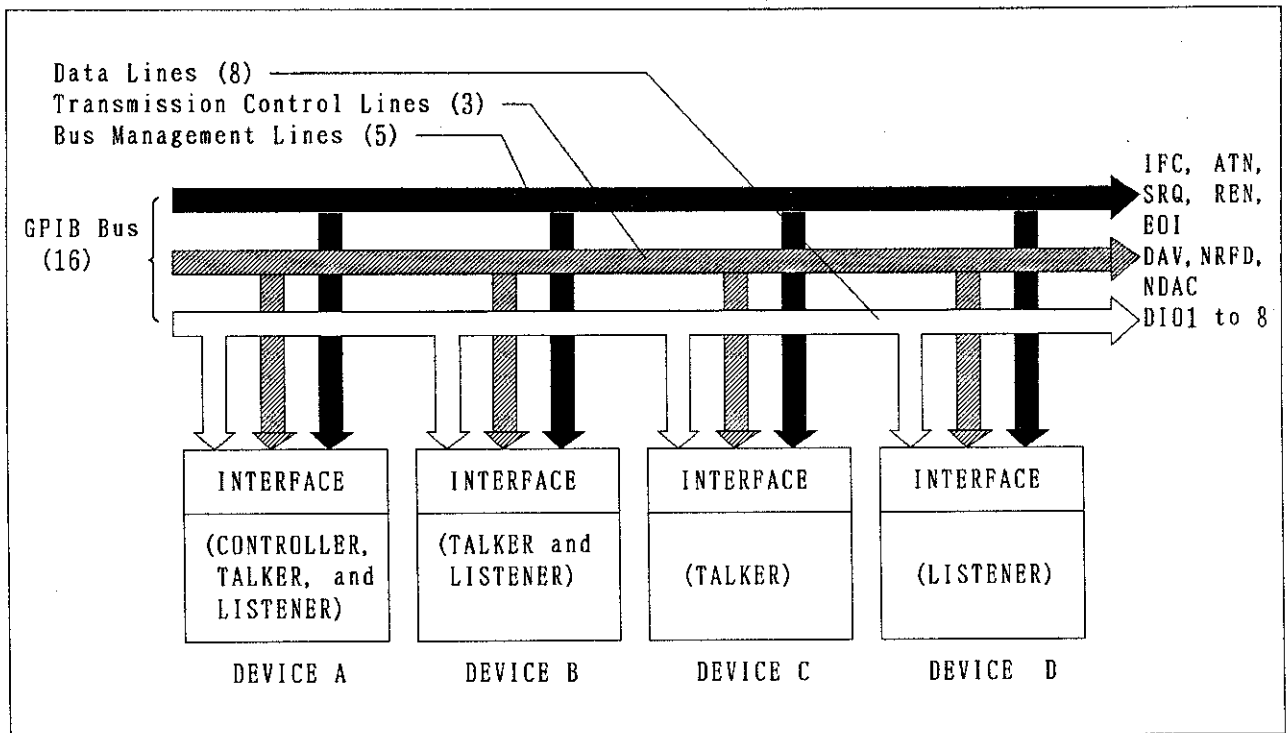 Data Lines (8)
Transmission Control Lines (3)
Bus Management Lines (5)
GPIB Bus
(16)
IFC, ATN,
SRQ, REN,
EOI
DAV, NRFD,
NDAC
DIO1 to 8
INTERFACE
(CONTROLLER,
TALKER, and
LISTENER)
DEVICE A
INTERFACE
(TALKER and
LISTENER)
DEVICE B
INTERFACE
(TALKER)
DEVICE C
INTERFACE
(LISTENER)
DEVICE D